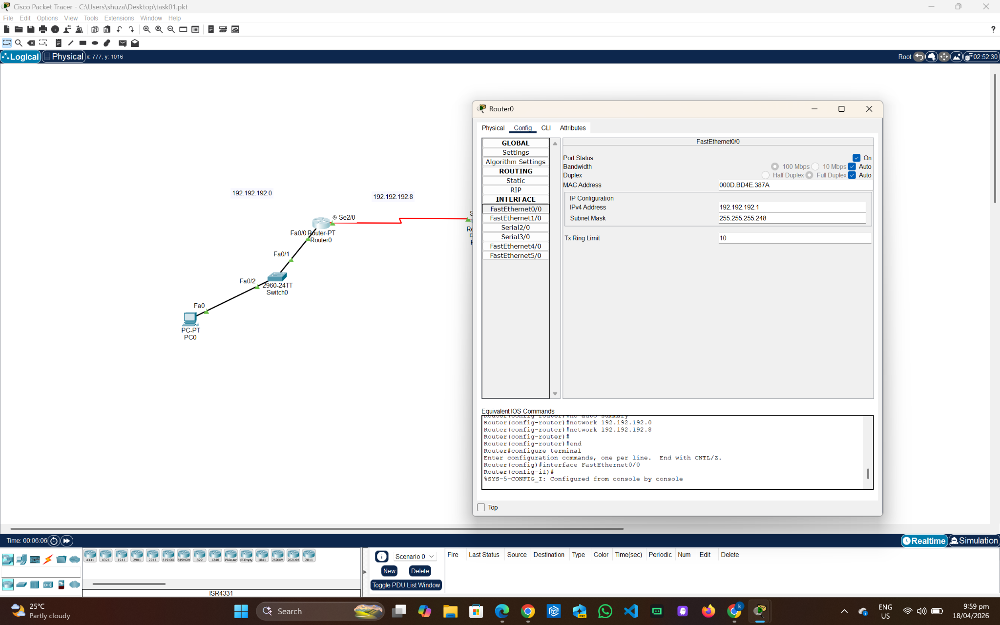 Cisco Packet Tracer - C:\Users\shuza\Desktop\task01.pkt
File Edit Options View Tools Extensions Window Help
?
Logical Physical x: 777, y: 1016
Root 02:52:30
192.192.192.0
192.192.192.8
Se2/0
Fa0/0 Router-PT
Router0
Fa0/1
Fa0/2
2960-24TT
Switch0
Fa0
PC-PT
PC0
Router0
Physical Config CLI Attributes
GLOBAL
Settings
Algorithm Settings
ROUTING
Static
RIP
INTERFACE
FastEthernet0/0
FastEthernet1/0
Serial2/0
Serial3/0
FastEthernet4/0
FastEthernet5/0
FastEthernet0/0
Port Status On
Bandwidth 100 Mbps 10 Mbps Auto
Duplex Half Duplex Full Duplex Auto
MAC Address 000D.BD4E.387A
IP Configuration
IPv4 Address 192.192.192.1
Subnet Mask 255.255.255.248
Tx Ring Limit 10
Equivalent IOS Commands
Router(config-router)#no auto summary
Router(config-router)#network 192.192.192.0
Router(config-router)#network 192.192.192.8
Router(config-router)#
Router(config-router)#end
Router#configure terminal
Enter configuration commands, one per line. End with CNTL/Z.
Router(config)#interface FastEthernet0/0
Router(config-if)#
%SYS-5-CONFIG_I: Configured from console by console
Top
Time: 00:06:06
Realtime Simulation
4331 4321 1941 2901 2911 819IOX 819HGW 829 1240 PT-Router PT-Empty 1841 2620XM 2621XM 2811
ISR4331
Scenario 0
New Delete
Toggle PDU List Window
Fire Last Status Source Destination Type Color Time(sec) Periodic Num Edit Delete
25°C
Partly cloudy
Search
PRE
k
ENG
US
9:59 pm
18/04/2026